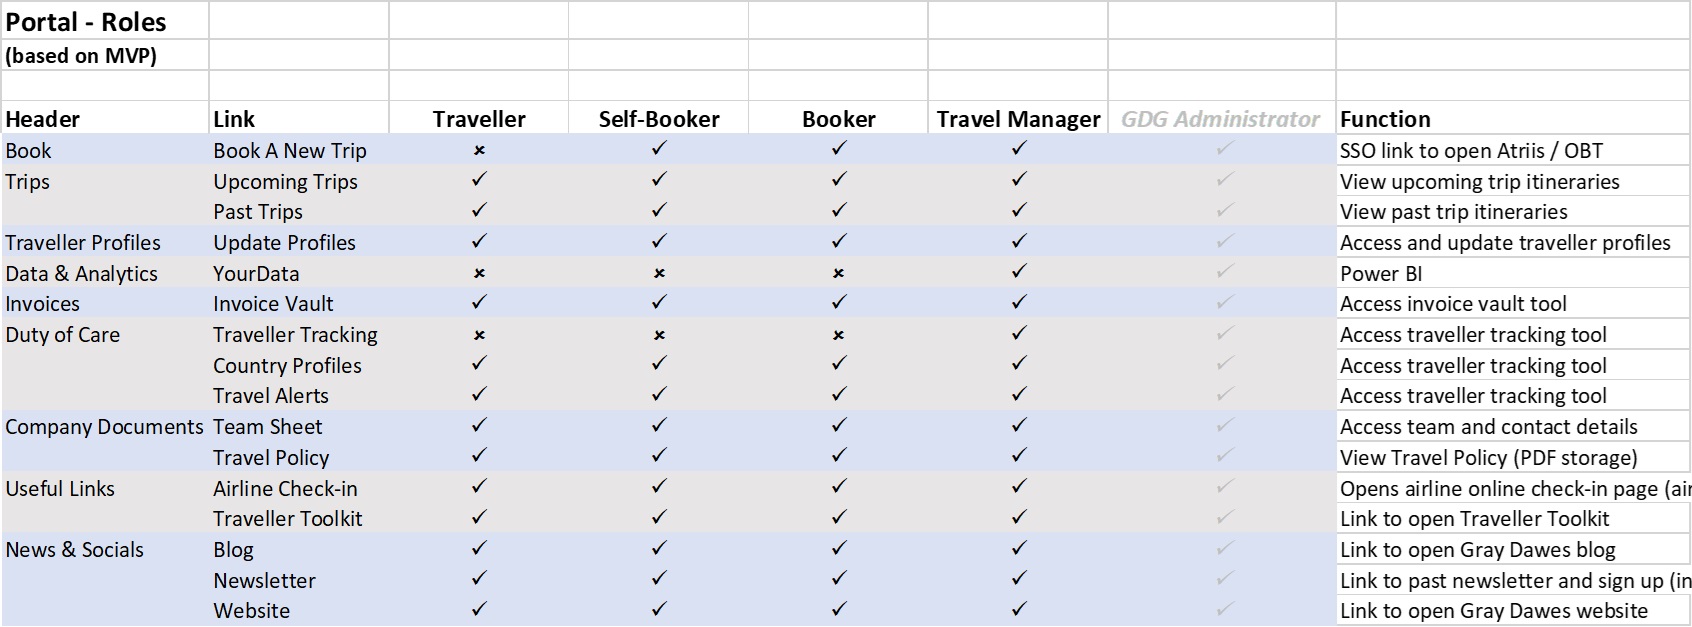 Portal - Roles
(based on MVP)
Header Link Traveller Self-Booker Booker Travel Manager GDG Administrator Function
Book Book A New Trip × ✓ ✓ ✓ ✓ SSO link to open Atriis / OBT
Trips Upcoming Trips ✓ ✓ ✓ ✓ ✓ View upcoming trip itineraries
Past Trips ✓ ✓ ✓ ✓ ✓ View past trip itineraries
Traveller Profiles Update Profiles ✓ ✓ ✓ ✓ ✓ Access and update traveller profiles
Data & Analytics YourData × × × ✓ ✓ Power BI
Invoices Invoice Vault ✓ ✓ ✓ ✓ ✓ Access invoice vault tool
Duty of Care Traveller Tracking × × × ✓ ✓ Access traveller tracking tool
Country Profiles ✓ ✓ ✓ ✓ ✓ Access traveller tracking tool
Travel Alerts ✓ ✓ ✓ ✓ ✓ Access traveller tracking tool
Company Documents Team Sheet ✓ ✓ ✓ ✓ ✓ Access team and contact details
Travel Policy ✓ ✓ ✓ ✓ ✓ View Travel Policy (PDF storage)
Useful Links Airline Check-in ✓ ✓ ✓ ✓ ✓ Opens airline online check-in page (air
Traveller Toolkit ✓ ✓ ✓ ✓ ✓ Link to open Traveller Toolkit
News & Socials Blog ✓ ✓ ✓ ✓ ✓ Link to open Gray Dawes blog
Newsletter ✓ ✓ ✓ ✓ ✓ Link to past newsletter and sign up (in
Website ✓ ✓ ✓ ✓ ✓ Link to open Gray Dawes website